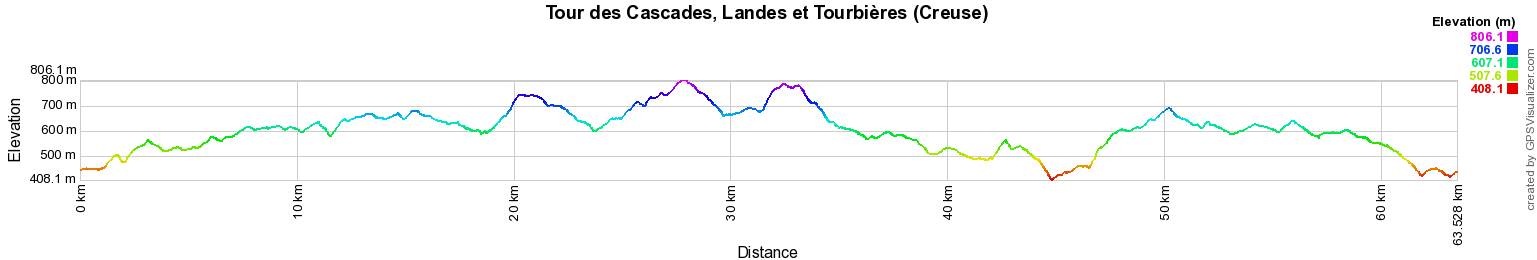 Tour des Cascades, Landes et Tourbières (Creuse)
Elevation (m)
806.1
706.6
607.1
507.6
408.1
806.1 m
800 m
700 m
600 m
500 m
408.1 m
Elevation
0 km
10 km
20 km
30 km
40 km
50 km
60 km
63.528 km
Distance
created by GPSVisualizer.com